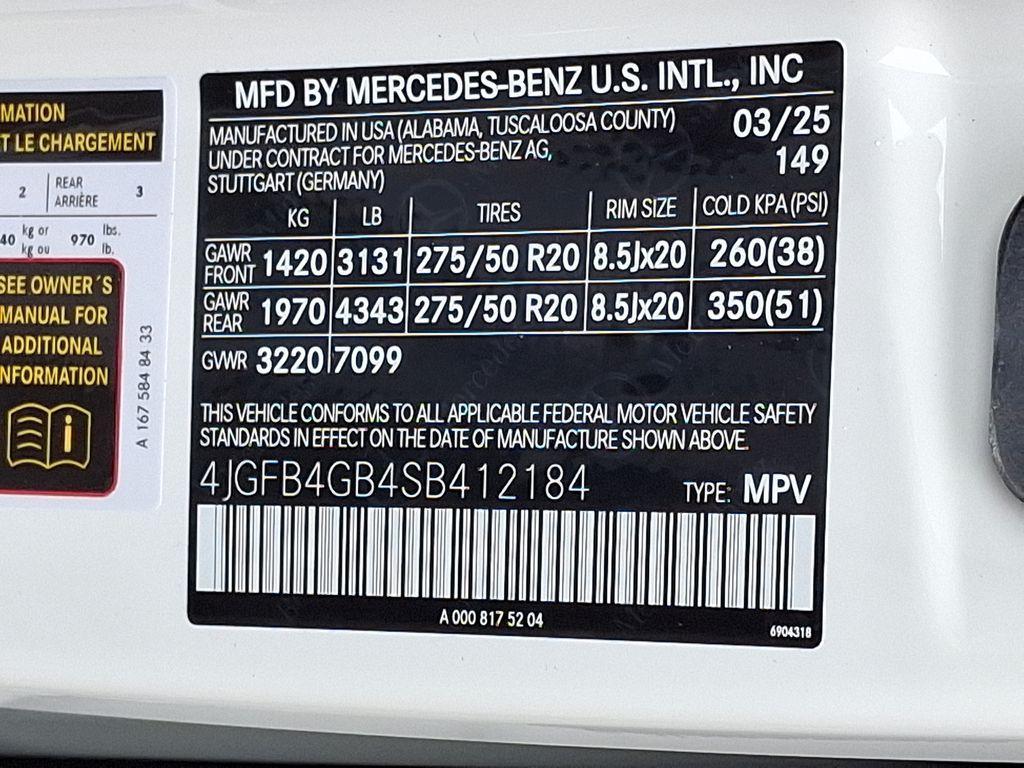 MATION
T LE CHARGEMENT
2 REAR ARRIÈRE 3
40 kg or kg ou 970 lbs. lb.
SEE OWNER´S
MANUAL FOR
ADDITIONAL
NFORMATION
i
A 167 584 84 33
MFD BY MERCEDES-BENZ U.S. INTL., INC
MANUFACTURED IN USA (ALABAMA, TUSCALOOSA COUNTY) 03/25
UNDER CONTRACT FOR MERCEDES-BENZ AG, 149
STUTTGART (GERMANY)
KG LB TIRES RIM SIZE COLD KPA (PSI)
GAWR FRONT 1420 3131 275/50 R20 8.5Jx20 260(38)
GAWR REAR 1970 4343 275/50 R20 8.5Jx20 350(51)
GVWR 3220 7099
THIS VEHICLE CONFORMS TO ALL APPLICABLE FEDERAL MOTOR VEHICLE SAFETY
STANDARDS IN EFFECT ON THE DATE OF MANUFACTURE SHOWN ABOVE.
4JGFB4GB4SB412184 TYPE: MPV
A 000 817 52 04
6904318